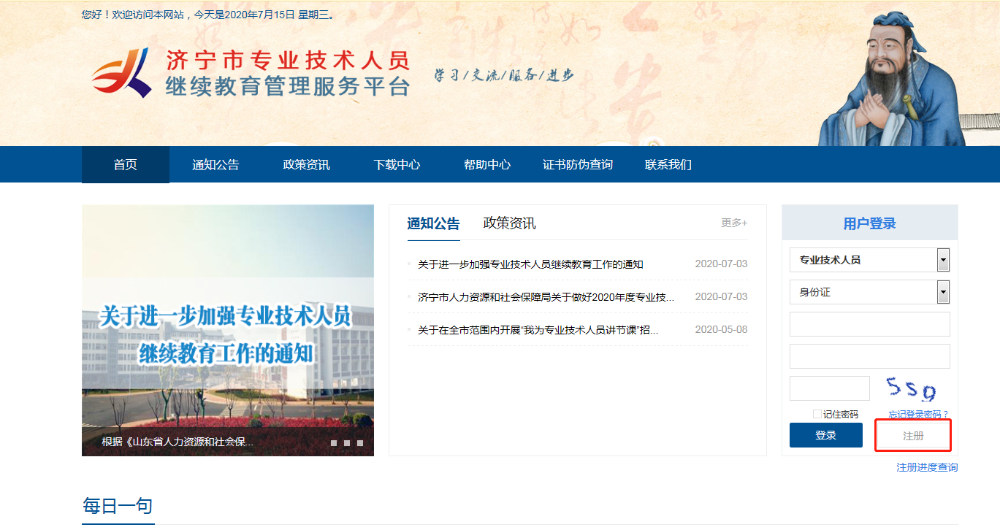 您好！欢迎访问本网站，今天是2020年7月15日 星期三。
济宁市专业技术人员
继续教育管理服务平台
学习/交流/服务/进步
首页 通知公告 政策资讯 下载中心 帮助中心 证书防伪查询 联系我们
关于进一步加强专业技术人员
继续教育工作的通知
根据《山东省人力资源和社会保...
通知公告 政策资讯 更多+
关于进一步加强专业技术人员继续教育工作的通知 2020-07-03
济宁市人力资源和社会保障局关于做好2020年度专业技... 2020-07-03
关于在全市范围内开展“我为专业技术人员讲节课”招... 2020-05-08
用户登录
专业技术人员
身份证
5s9
记住密码 忘记登录密码？
登录 注册
注册进度查询
每日一句